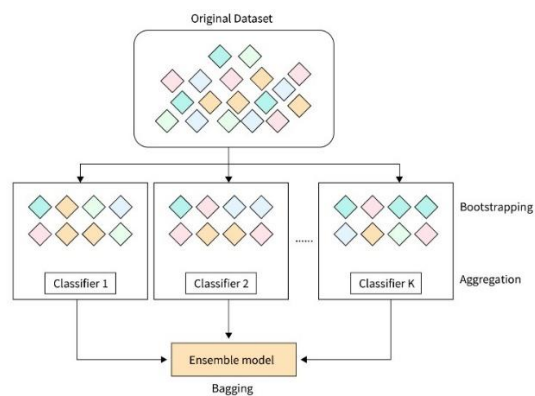 Original Dataset
Bootstrapping
......
Classifier 1
Classifier 2
Classifier K
Aggregation
Ensemble model
Bagging